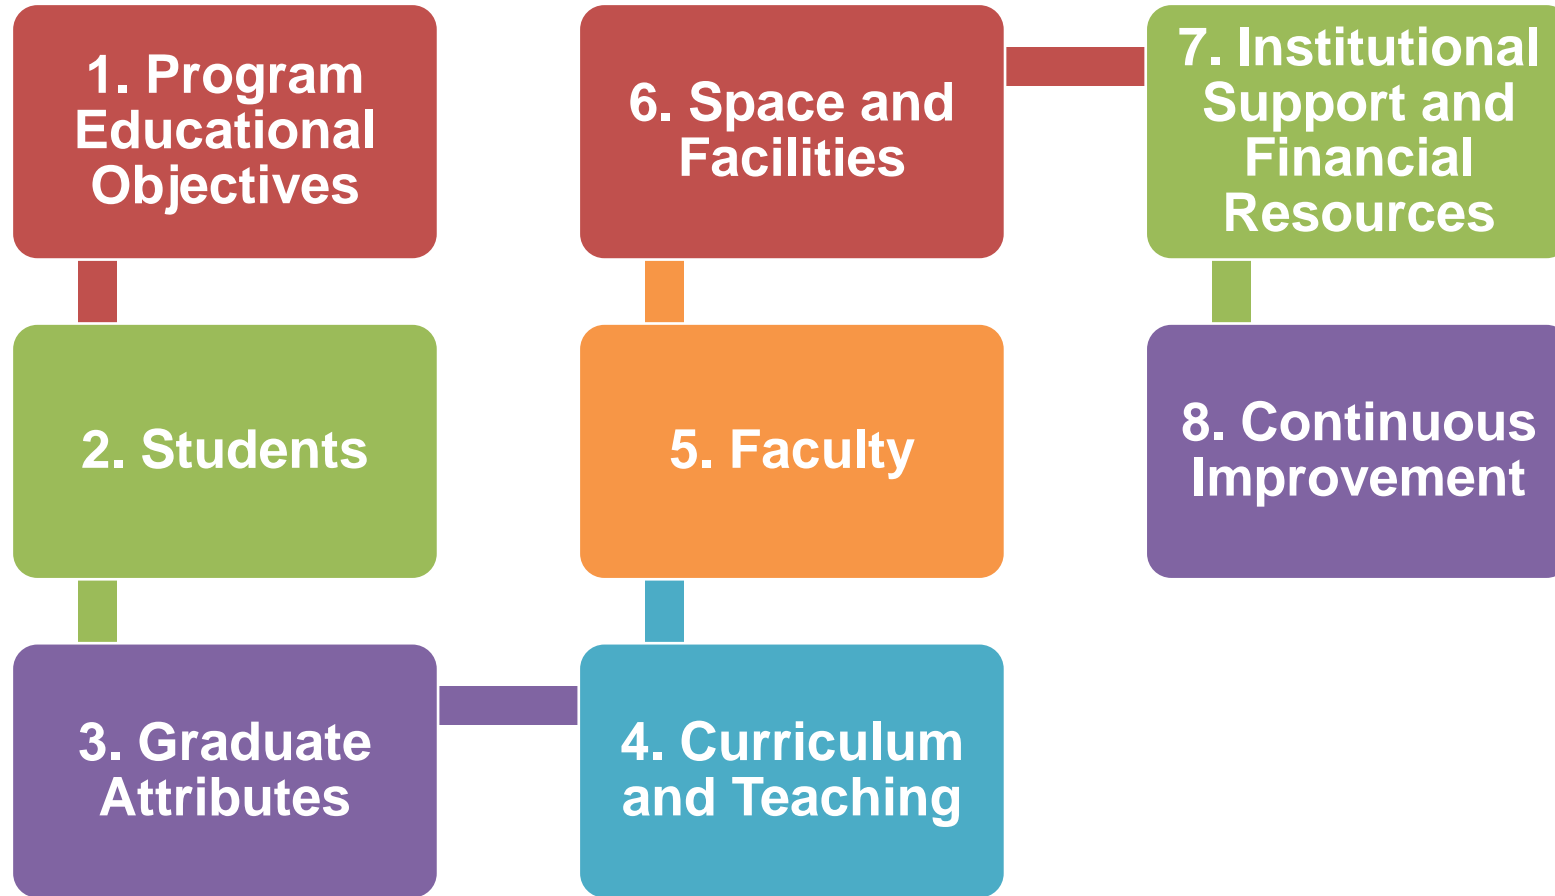 1. Program
Educational
Objectives
2. Students
3. Graduate
Attributes
4. Curriculum
and Teaching
5. Faculty
6. Space and
Facilities
7. Institutional
Support and
Financial
Resources
8. Continuous
Improvement